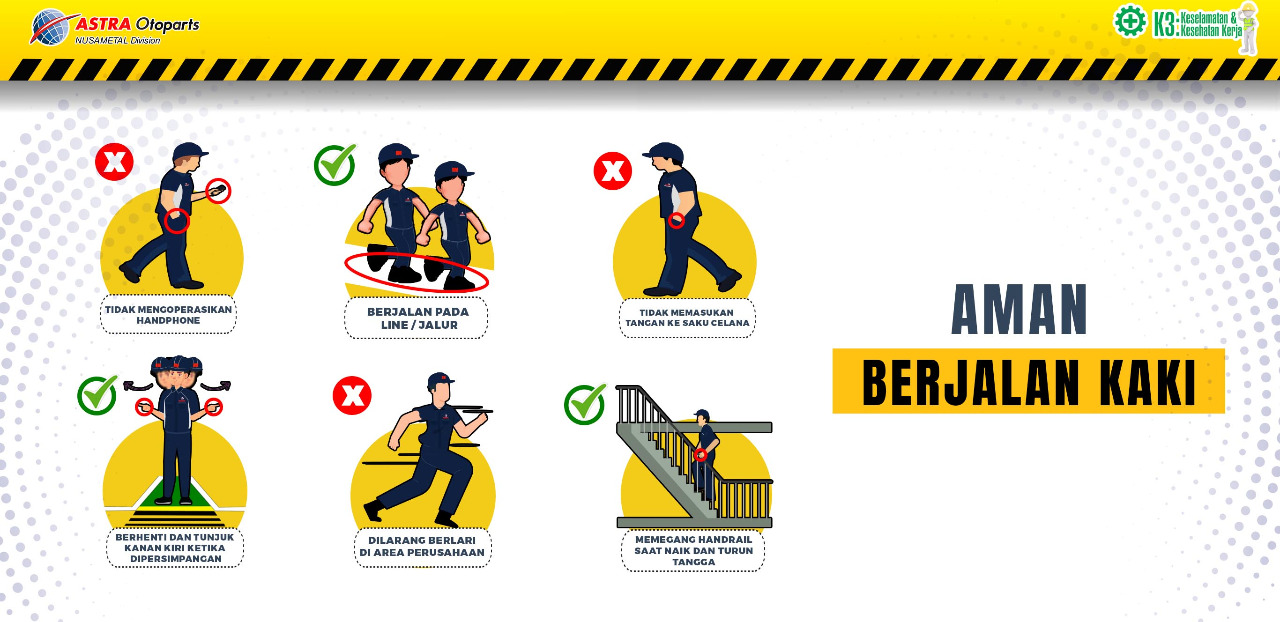 ASTRA Otoparts
NUSAMETAL Division
K3: Keselamatan &
Kesehatan Kerja
X
X
TIDAK MENGOPERASIKAN
HANDPHONE
BERJALAN PADA
LINE / JALUR
TIDAK MEMASUKAN
TANGAN KE SAKU CELANA
AMAN
BERJALAN KAKI
X
BERHENTI DAN TUNJUK
KANAN KIRI KETIKA
DIPERSIMPANGAN
DILARANG BERLARI
DI AREA PERUSAHAAN
MEMEGANG HANDRAIL
SAAT NAIK DAN TURUN
TANGGA